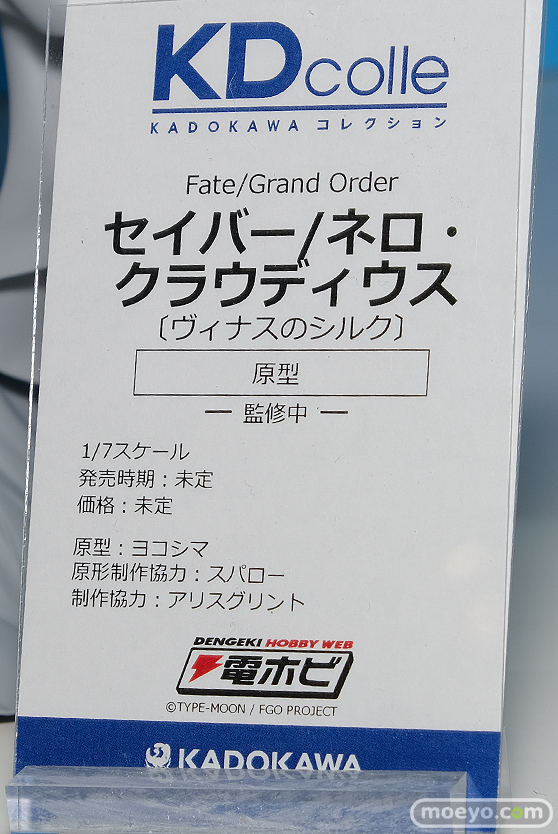 KDcolle
KADOKAWA コレクション
Fate/Grand Order
セイバー/ネロ・
クラウディウス
〔ヴィナスのシルク〕
原型
― 監修中 ―
1/7スケール
発売時期：未定
価格：未定
原型：ヨコシマ
原形制作協力：スパロー
制作協力：アリスグリント
DENGEKI HOBBY WEB
電ホビ
©TYPE-MOON / FGO PROJECT
KADOKAWA
moeyo.com